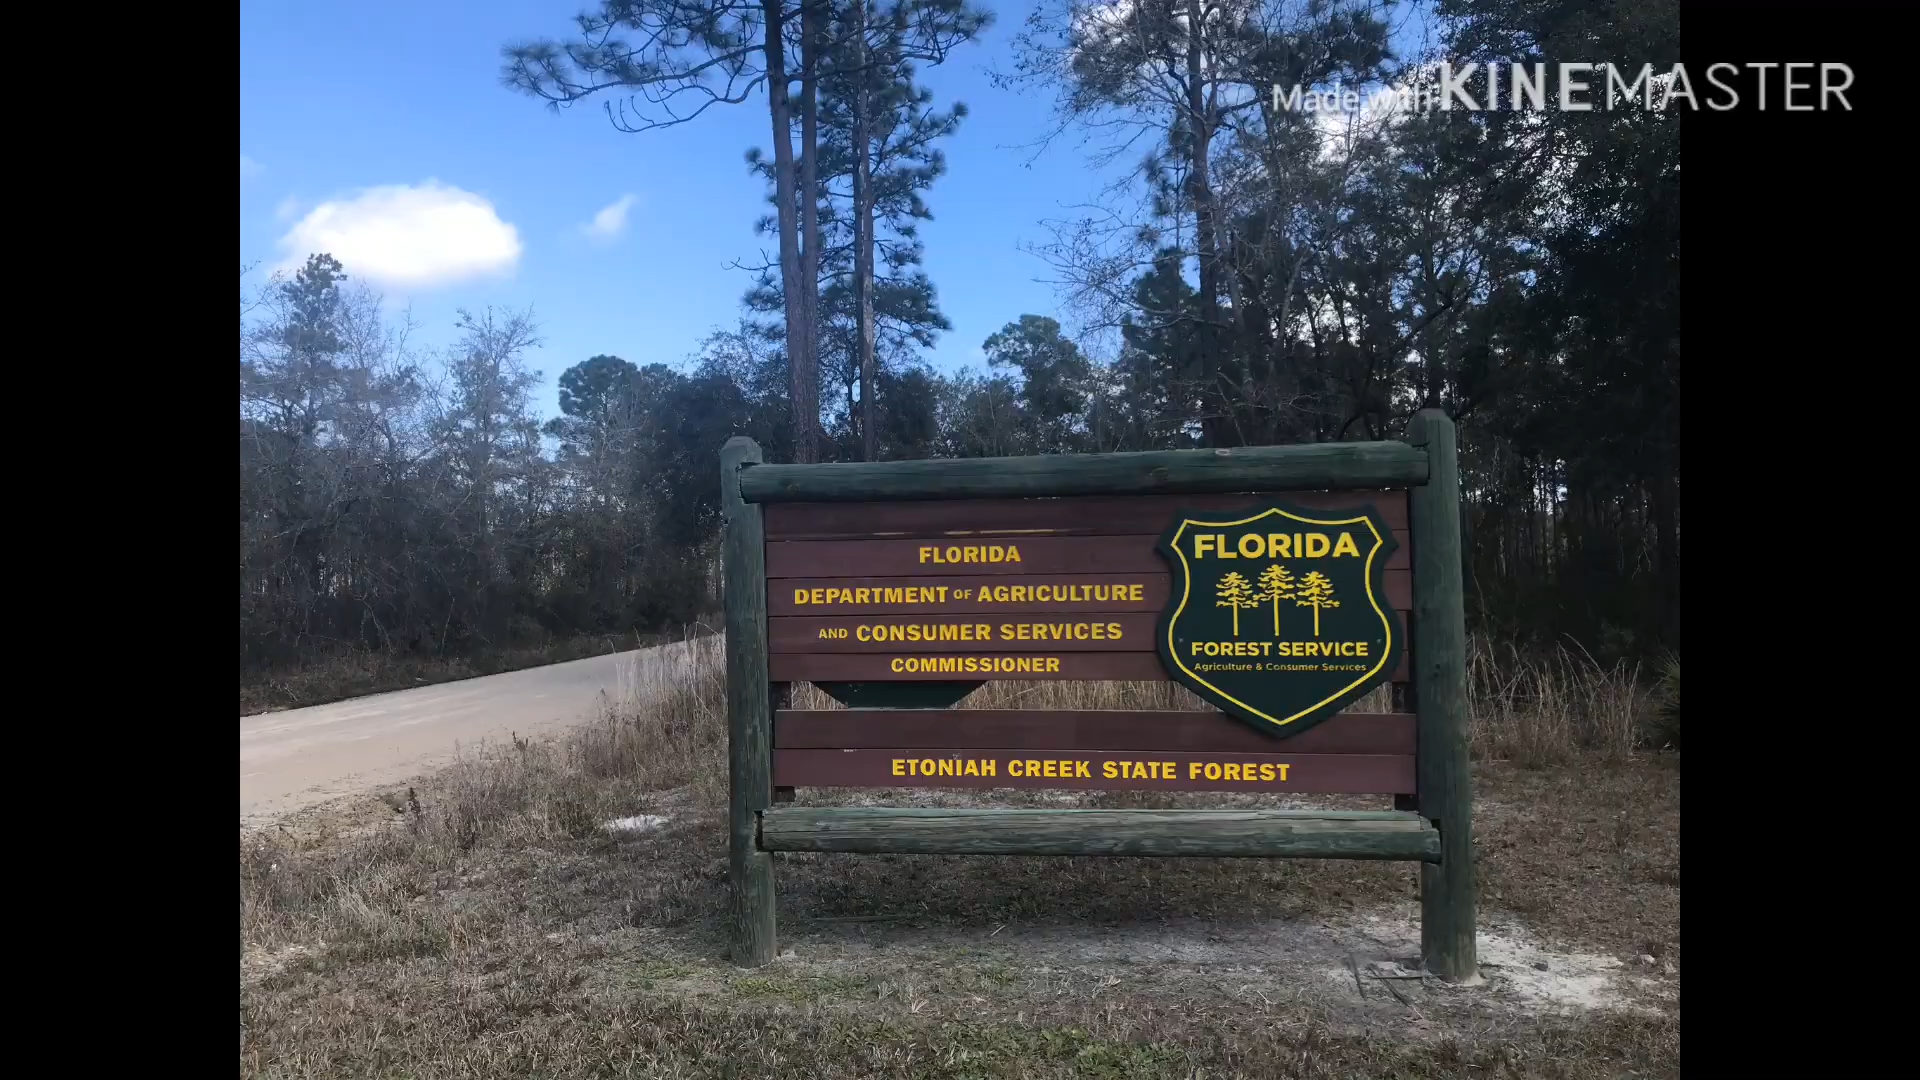 Made with KINEMASTER
FLORIDA
DEPARTMENT OF AGRICULTURE
AND CONSUMER SERVICES
COMMISSIONER
FLORIDA
FOREST SERVICE
Agriculture & Consumer Services
ETONIAH CREEK STATE FOREST